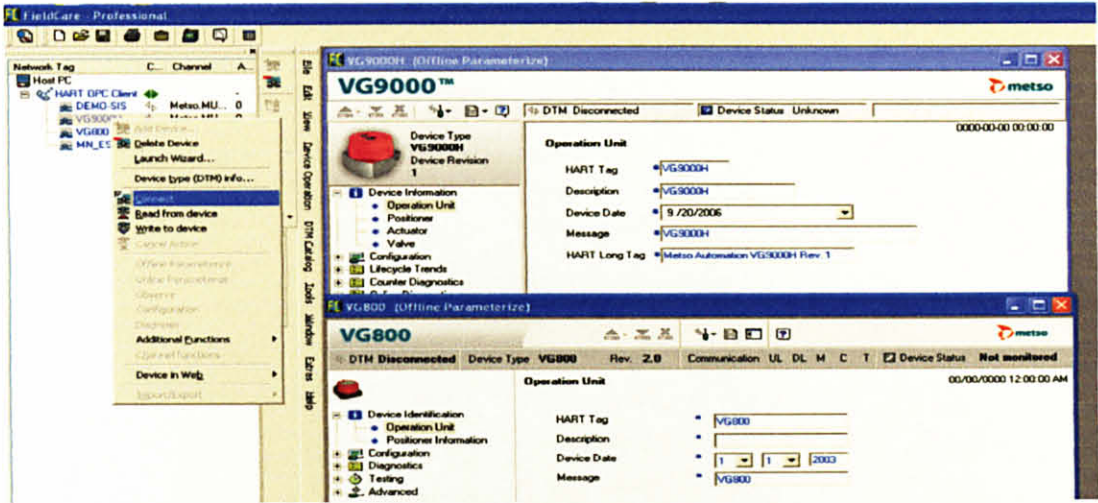 FieldCare - Professional
Network Tag C... Channel A...
Host PC
HART OPC Client
DEMO-SIS Metso.MU... 0
VG9000H Metso.MU... 0
VG800
MN_ES
Add Device...
Delete Device
Launch Wizard...
Device type (DTM) info...
Connect
Read from device
Write to device
Cancel Action
Offline Parameterize
Online Parameterize
Observe
Configuration
Diagnosis
Additional Functions
Channel functions
Device in Web
Import/Export
File Edit View Device Operation DTM Catalog Tools Window Extras Help
VG9000H (Offline Parameterize)
VG9000™ metso
DTM Disconnected Device Status Unknown
0000-00-00 00:00:00
Device Type
VG9000H
Device Revision
1
Device Information
Operation Unit
Positioner
Actuator
Valve
Configuration
Lifecycle Trends
Counter Diagnostics
Operation Unit
HART Tag VG9000H
Description VG9000H
Device Date 9 /20/2006
Message VG9000H
HART Long Tag Metso Automation VG9000H Rev. 1
VG800 (Offline Parameterize)
VG800 metso
DTM Disconnected Device Type VG800 Rev. 2.0 Communication UL DL M C T Device Status Not monitored
Operation Unit 00/00/0000 12:00:00 AM
Device Identification
Operation Unit
Positioner Information
Configuration
Diagnostics
Testing
Advanced
HART Tag VG800
Description
Device Date 1 1 2003
Message VG800